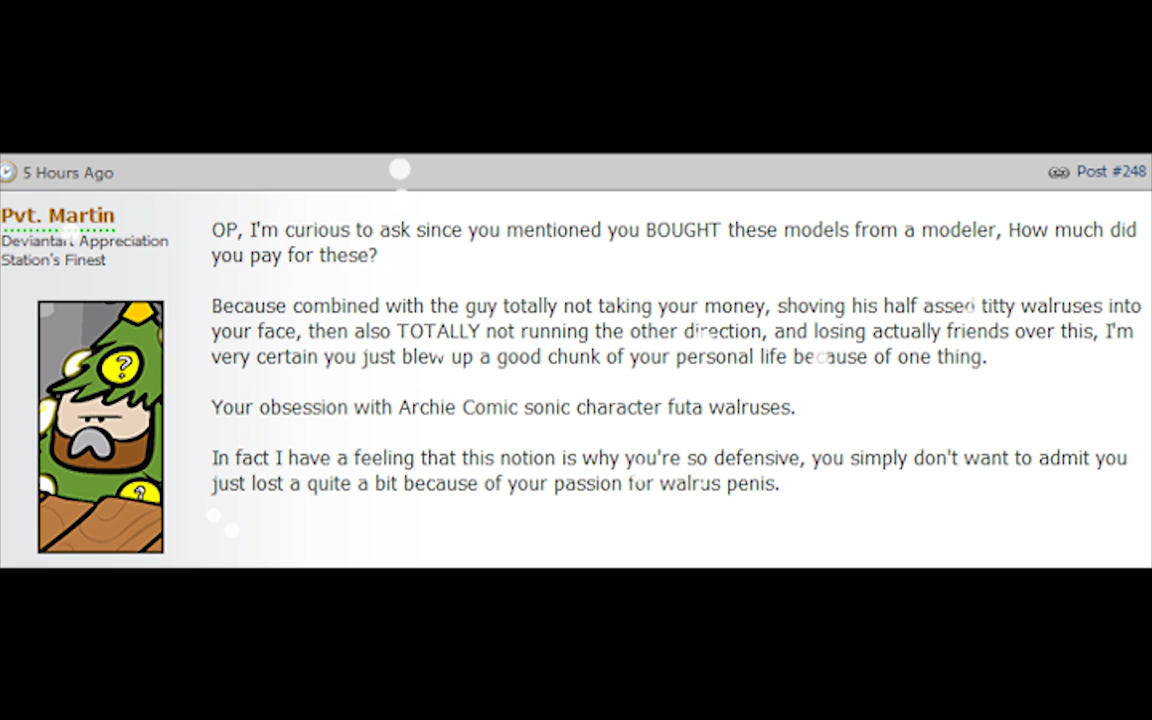 5 Hours Ago
Post #248
Pvt. Martin
Deviantart Appreciation
Station's Finest
OP, I'm curious to ask since you mentioned you BOUGHT these models from a modeler, How much did
you pay for these?
Because combined with the guy totally not taking your money, shoving his half assed titty walruses into
your face, then also TOTALLY not running the other direction, and losing actually friends over this, I'm
very certain you just blew up a good chunk of your personal life because of one thing.
Your obsession with Archie Comic sonic character futa walruses.
In fact I have a feeling that this notion is why you're so defensive, you simply don't want to admit you
just lost a quite a bit because of your passion for walrus penis.
?
?